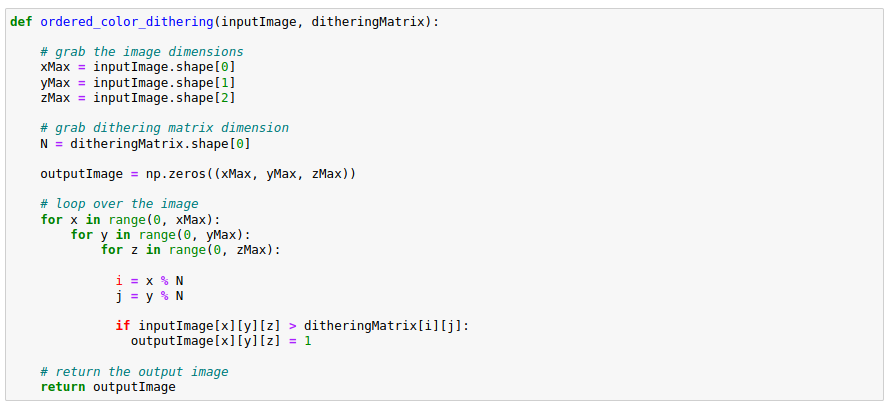 def ordered_color_dithering(inputImage, ditheringMatrix):
    # grab the image dimensions
    xMax = inputImage.shape[0]
    yMax = inputImage.shape[1]
    zMax = inputImage.shape[2]
    # grab dithering matrix dimension
    N = ditheringMatrix.shape[0]
    outputImage = np.zeros((xMax, yMax, zMax))
    # loop over the image
    for x in range(0, xMax):
        for y in range(0, yMax):
            for z in range(0, zMax):
              i = x % N
              j = y % N
              if inputImage[x][y][z] > ditheringMatrix[i][j]:
                outputImage[x][y][z] = 1
    # return the output image
    return outputImage